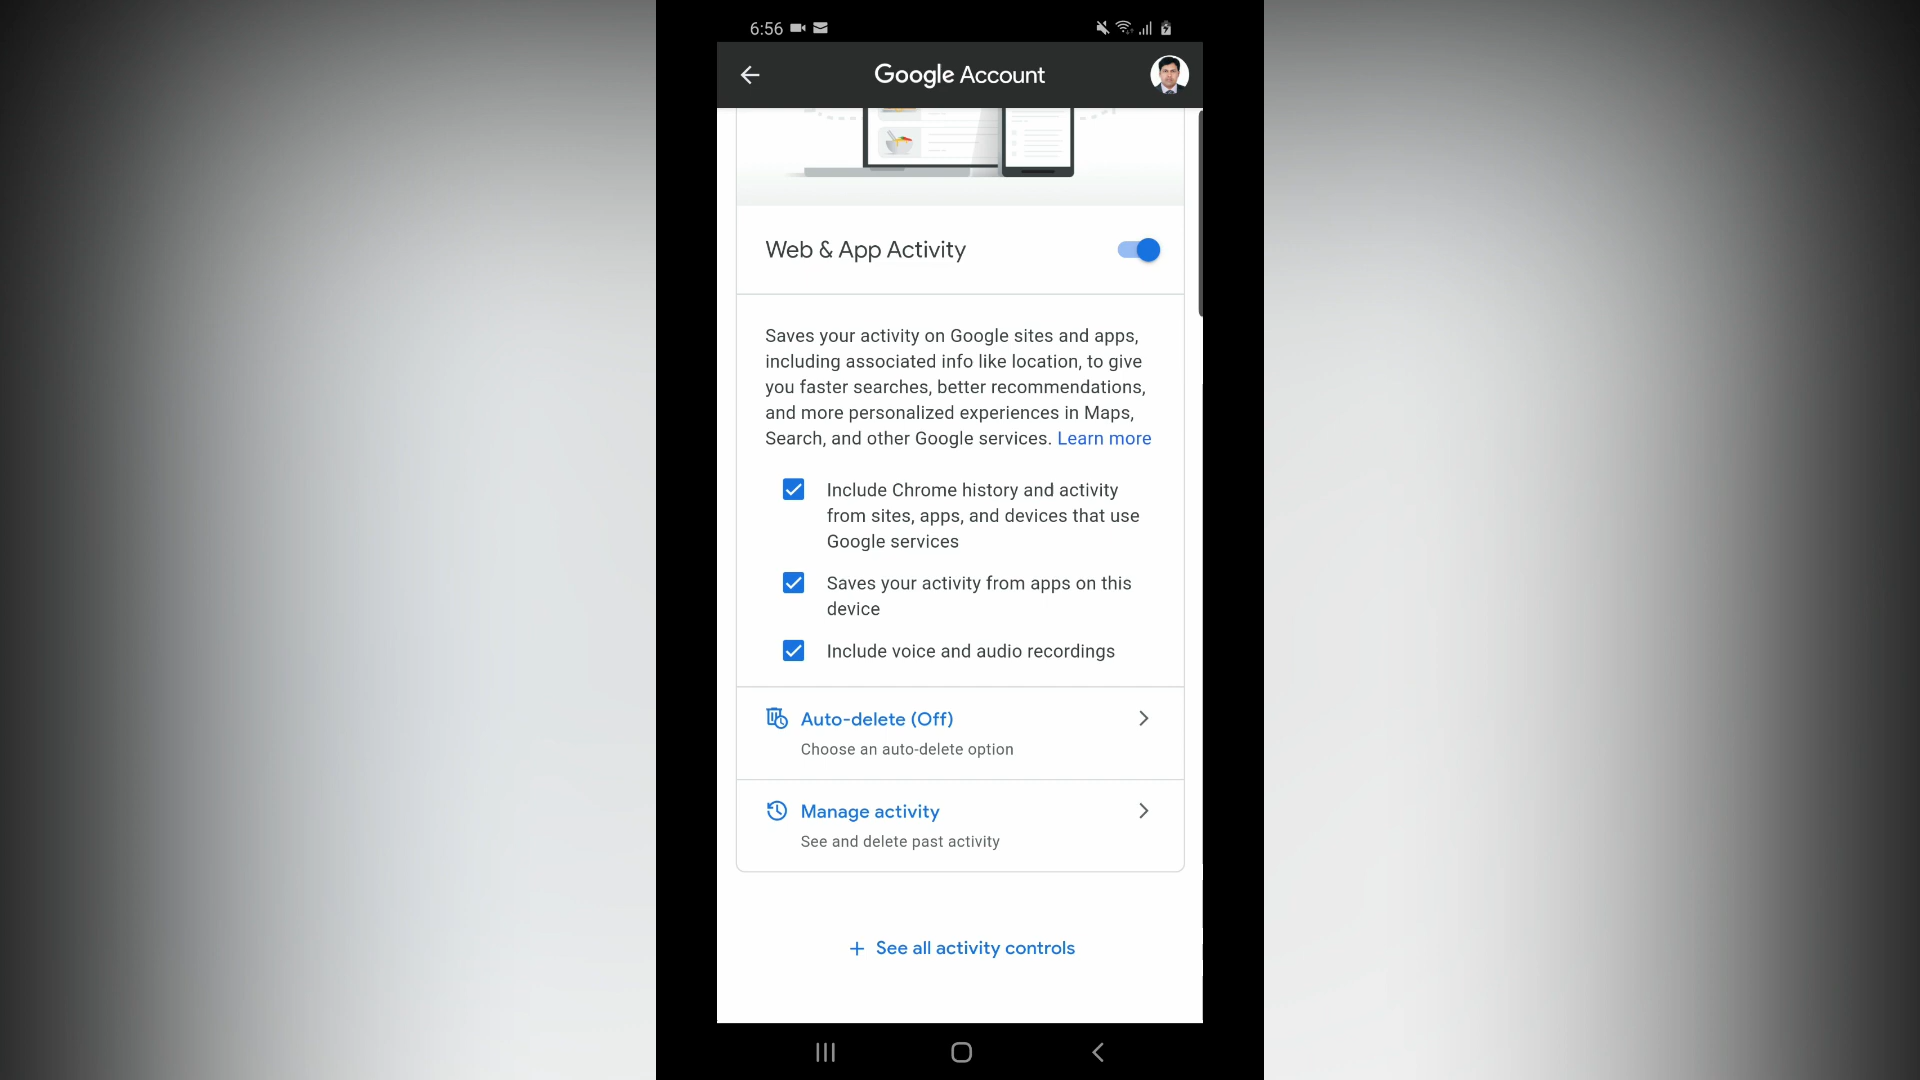 6:56
Google Account
Web & App Activity
Saves your activity on Google sites and apps,
including associated info like location, to give
you faster searches, better recommendations,
and more personalized experiences in Maps,
Search, and other Google services. Learn more
Include Chrome history and activity
from sites, apps, and devices that use
Google services
Saves your activity from apps on this
device
Include voice and audio recordings
Auto-delete (Off)
Choose an auto-delete option
Manage activity
See and delete past activity
+ See all activity controls